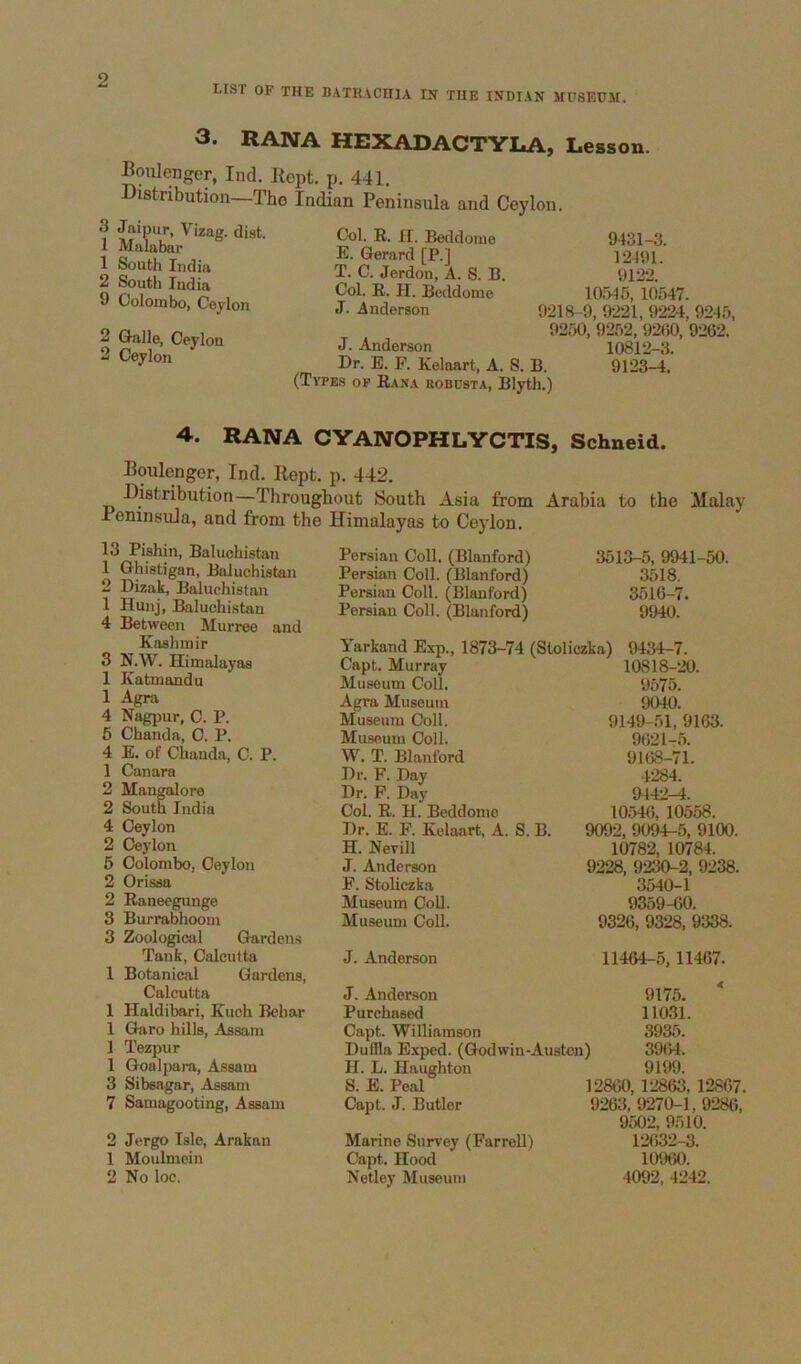 2
LIST OF THE BATRACHIA IN THE INDIAN MUSEUM.
3. RANA HEXADACTYLA, Lesson.
Boulenger, Ind. Rept. p. 441.
Distribution—The Indian Peninsula and Ceylon.
3 Jaipur, Vizag. dist. Col. R. H. Beddome 9431-3.
1 Malabar E. Gerard [P.] 12491.
1 South India T. C. Jerdon, A. S. B. 9122.
2 South India Col. R. H. Beddome 10545, 10547.
9 Colombo, Ceylon J. Anderson 9218-9, 9221, 9224, 9245,
9250, 9252, 9260, 9262.
2 Galle, Ceylon J. Anderson 10812-3.
2 Ceylon Dr. E. F. Kelaart, A. S. B. 9123-4.
(Types of Rana robusta, Blyth.)
4. RANA CYANOPHLYCTIS, Schneid.
Boulenger, Ind. Rept. p. 442.
Distribution—Throughout South Asia from Arabia to the Malay
Peninsula, and from the Himalayas to Ceylon.
13 Pishin, Baluchistan Persian Coll. (Blanford) 3513-5, 9941-50.
1 Ghistigan, Baluchistan Persian Coll. (Blanford) 3518.
2 Dizak, Baluchistan Persian Coll. (Blanford) 3516-7.
1 Hunj, Baluchistan Persian Coll. (Blanford) 9940.
4 Between Murree and
Kashmir Yarkand Exp., 1873-74 (Stoliczka) 9434-7.
3 N.W. Himalayas Capt. Murray 10818-20.
1 Katmandu Museum Coll. 9575.
1 Agra Agra Museum 9040.
4 Nagpur, C. P. Museum Coll. 9149-51, 9163.
5 Chanda, C. P. Museum Coll. 9621-5.
4 E. of Chanda, C. P. W. T. Blanford 9168-71.
1 Canara Dr. F. Day 4284.
2 Mangalore Dr. F. Day 9442-4.
2 South India Col. R. H. Beddome 10546, 10558.
4 Ceylon Dr. E. F. Kelaart, A. S. B. 9092, 9094-5, 9100.
2 Ceylon H. Nevill 10782, 10784.
5 Colombo, Ceylon J. Anderson 9228, 9230-2, 9238.
2 Orissa F. Stoliczka 3540-1
2 Raneegunge Museum Coll. 9359-60.
3 Burrabhoom Museum Coll. 9326, 9328, 9338.
3 Zoological Gardens
Tank, Calcutta J. Anderson 11464-5, 11467.
1 Botanical Gardens,
Calcutta J. Anderson 9175.
1 Haldibari, Kuch Behar Purchased 11031.
1 Garo hills, Assam Capt. Williamson 3935.
1 Tezpur Duflla Exped. (Godwin-Austen) 3964.
1 Goalpara, Assam H. L. Haughton 9199.
3 Sibsagar, Assam S. E. Peal 12860, 12863, 12867.
7 Samagooting, Assam Capt. J. Butler 9263, 9270-1, 9286,
9502, 9510.
2 Jergo Isle, Arakan Marine Survey (Farrell) 12632-3.
1 Moulmein Capt. Hood 10960.
2 No loc. Netley Museum 4092, 4242.